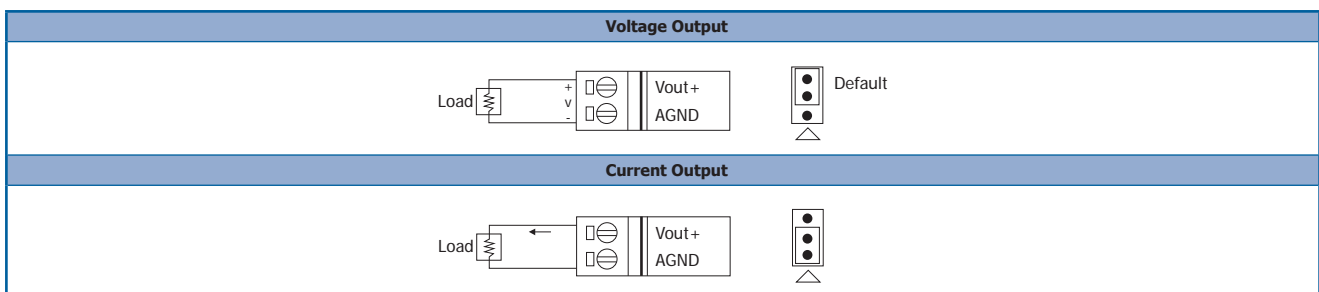 Voltage Output
Load
+
v
-
Vout+
AGND
Default
Current Output
Load
Vout+
AGND